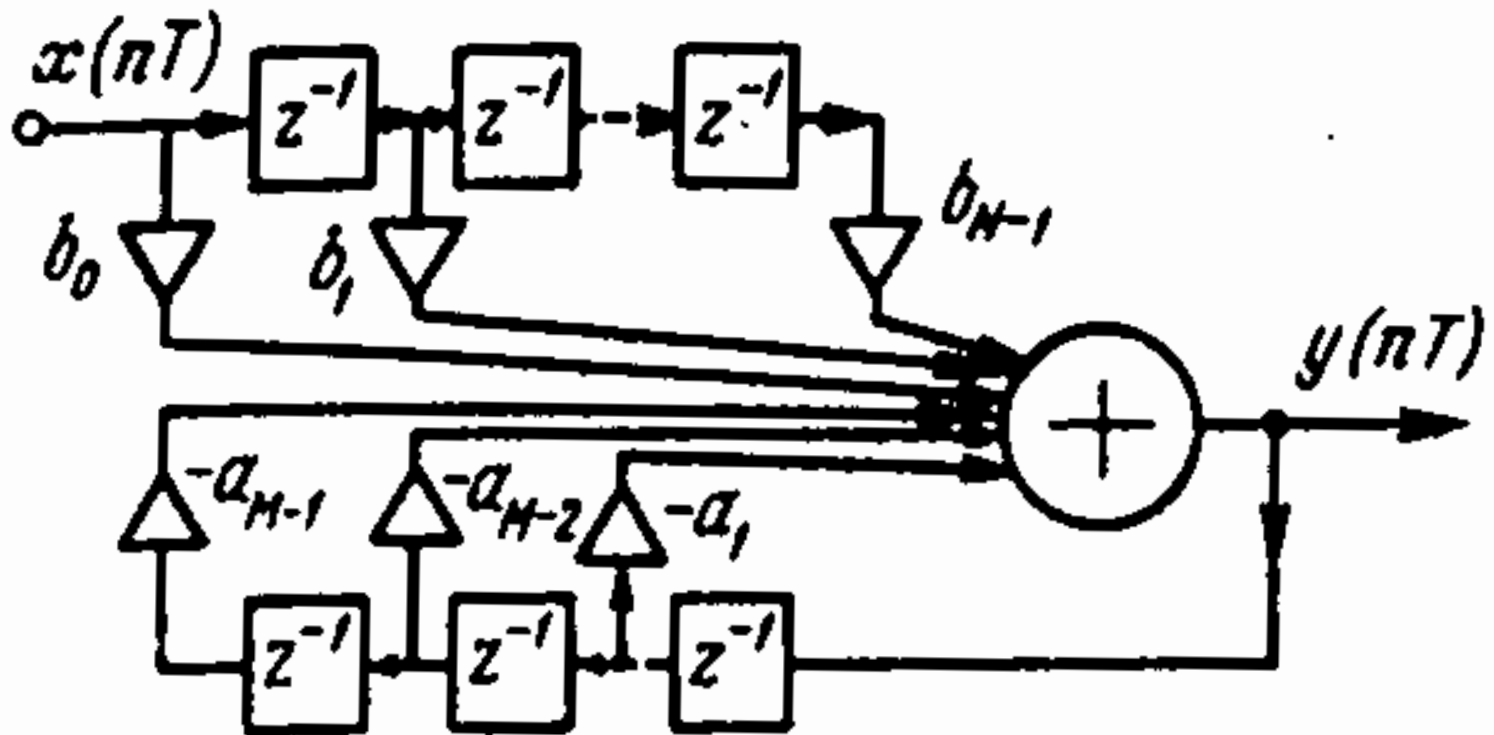 x(nT)
z⁻¹ z⁻¹ z⁻¹
b₀ b₁ b_{N-1}
+
y(nT)
-a_{M-1} -a_{M-2} -a₁
z⁻¹ z⁻¹ z⁻¹